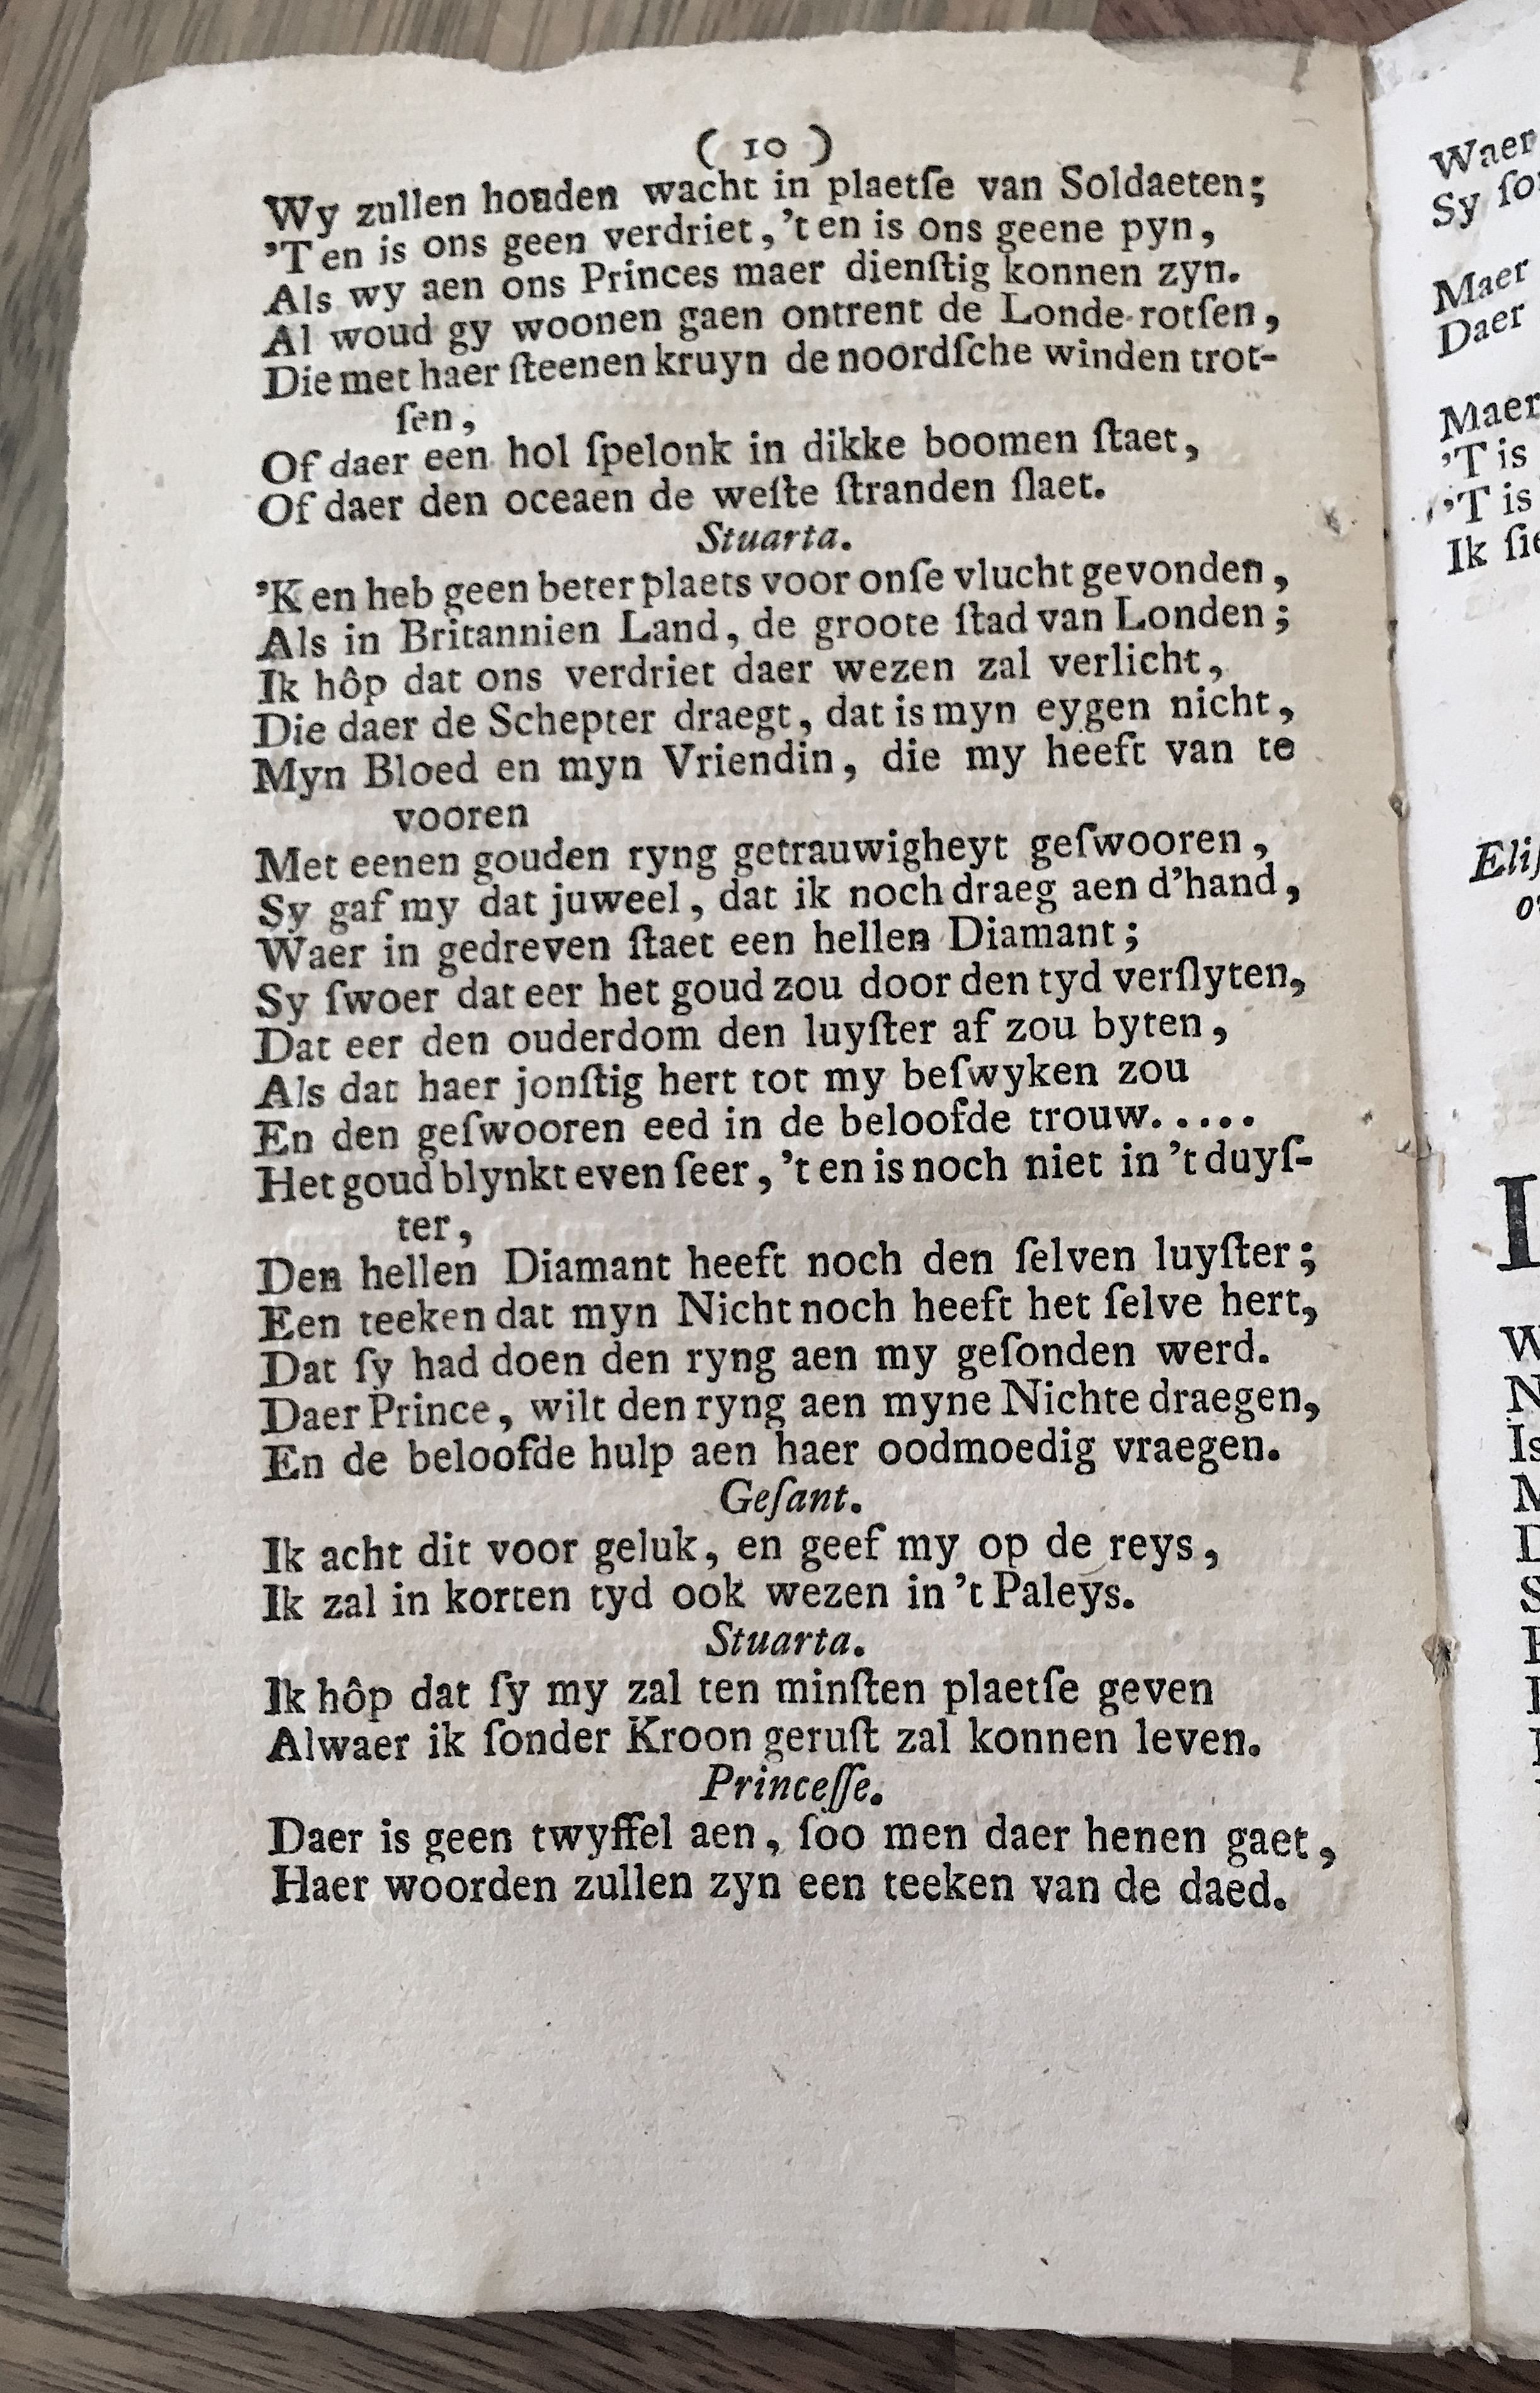 ( 10 )
Wy zullen houden wacht in plaetſe van Soldaeten;
’T en is ons geen verdriet, ’t en is ons geene pyn,
Als wy aen ons Princes maer dienſtig konnen zyn.
Al woud gy woonen gaen ontrent de Londe-rotſen,
Die met haer ſteenen kruyn de noordſche winden trot-
ſen,
Of daer een hol ſpelonk in dikke boomen ſtaet,
Of daer den oceaen de weſte ſtranden ſlaet.
Stuarta.
’K en heb geen beter plaets voor onſe vlucht gevonden,
Als in Britannien Land, de groote ſtad van Londen;
Ik hôp dat ons verdriet daer wezen zal verlicht,
Die daer de Schepter draegt, dat is myn eygen nicht,
Myn Bloed en myn Vriendin, die my heeft van te
vooren
Met eenen gouden ryng getrauwigheyt geſwooren,
Sy gaf my dat juweel, dat ik noch draeg aen d’hand,
Waer in gedreven ſtaet een hellen Diamant;
Sy ſwoer dat eer het goud zou door den tyd verſlyten,
Dat eer den ouderdom den luyſter af zou byten,
Als dat haer jonſtig hert tot my beſwyken zou
En den geſwooren eed in de beloofde trouw.....
Het goud blynkt even ſeer, ’t en is noch niet in ’t duyſ-
ter,
Den hellen Diamant heeft noch den ſelven luyſter;
Een teeken dat myn Nicht noch heeft het ſelve hert,
Dat ſy had doen den ryng aen my geſonden werd.
Daer Prince, wilt den ryng aen myne Nichte draegen,
En de beloofde hulp aen haer oodmoedig vraegen.
Geſant.
Ik acht dit voor geluk, en geef my op de reys,
Ik zal in korten tyd ook wezen in ’t Paleys.
Stuarta.
Ik hôp dat ſy my zal ten minſten plaetſe geven
Alwaer ik ſonder Kroon geruſt zal konnen leven.
Princeſſe.
Daer is geen twyffel aen, ſoo men daer henen gaet,
Haer woorden zullen zyn een teeken van de daed.
Waer
Sy
Maer
Daer
Maer
’T is
’T is
Ik